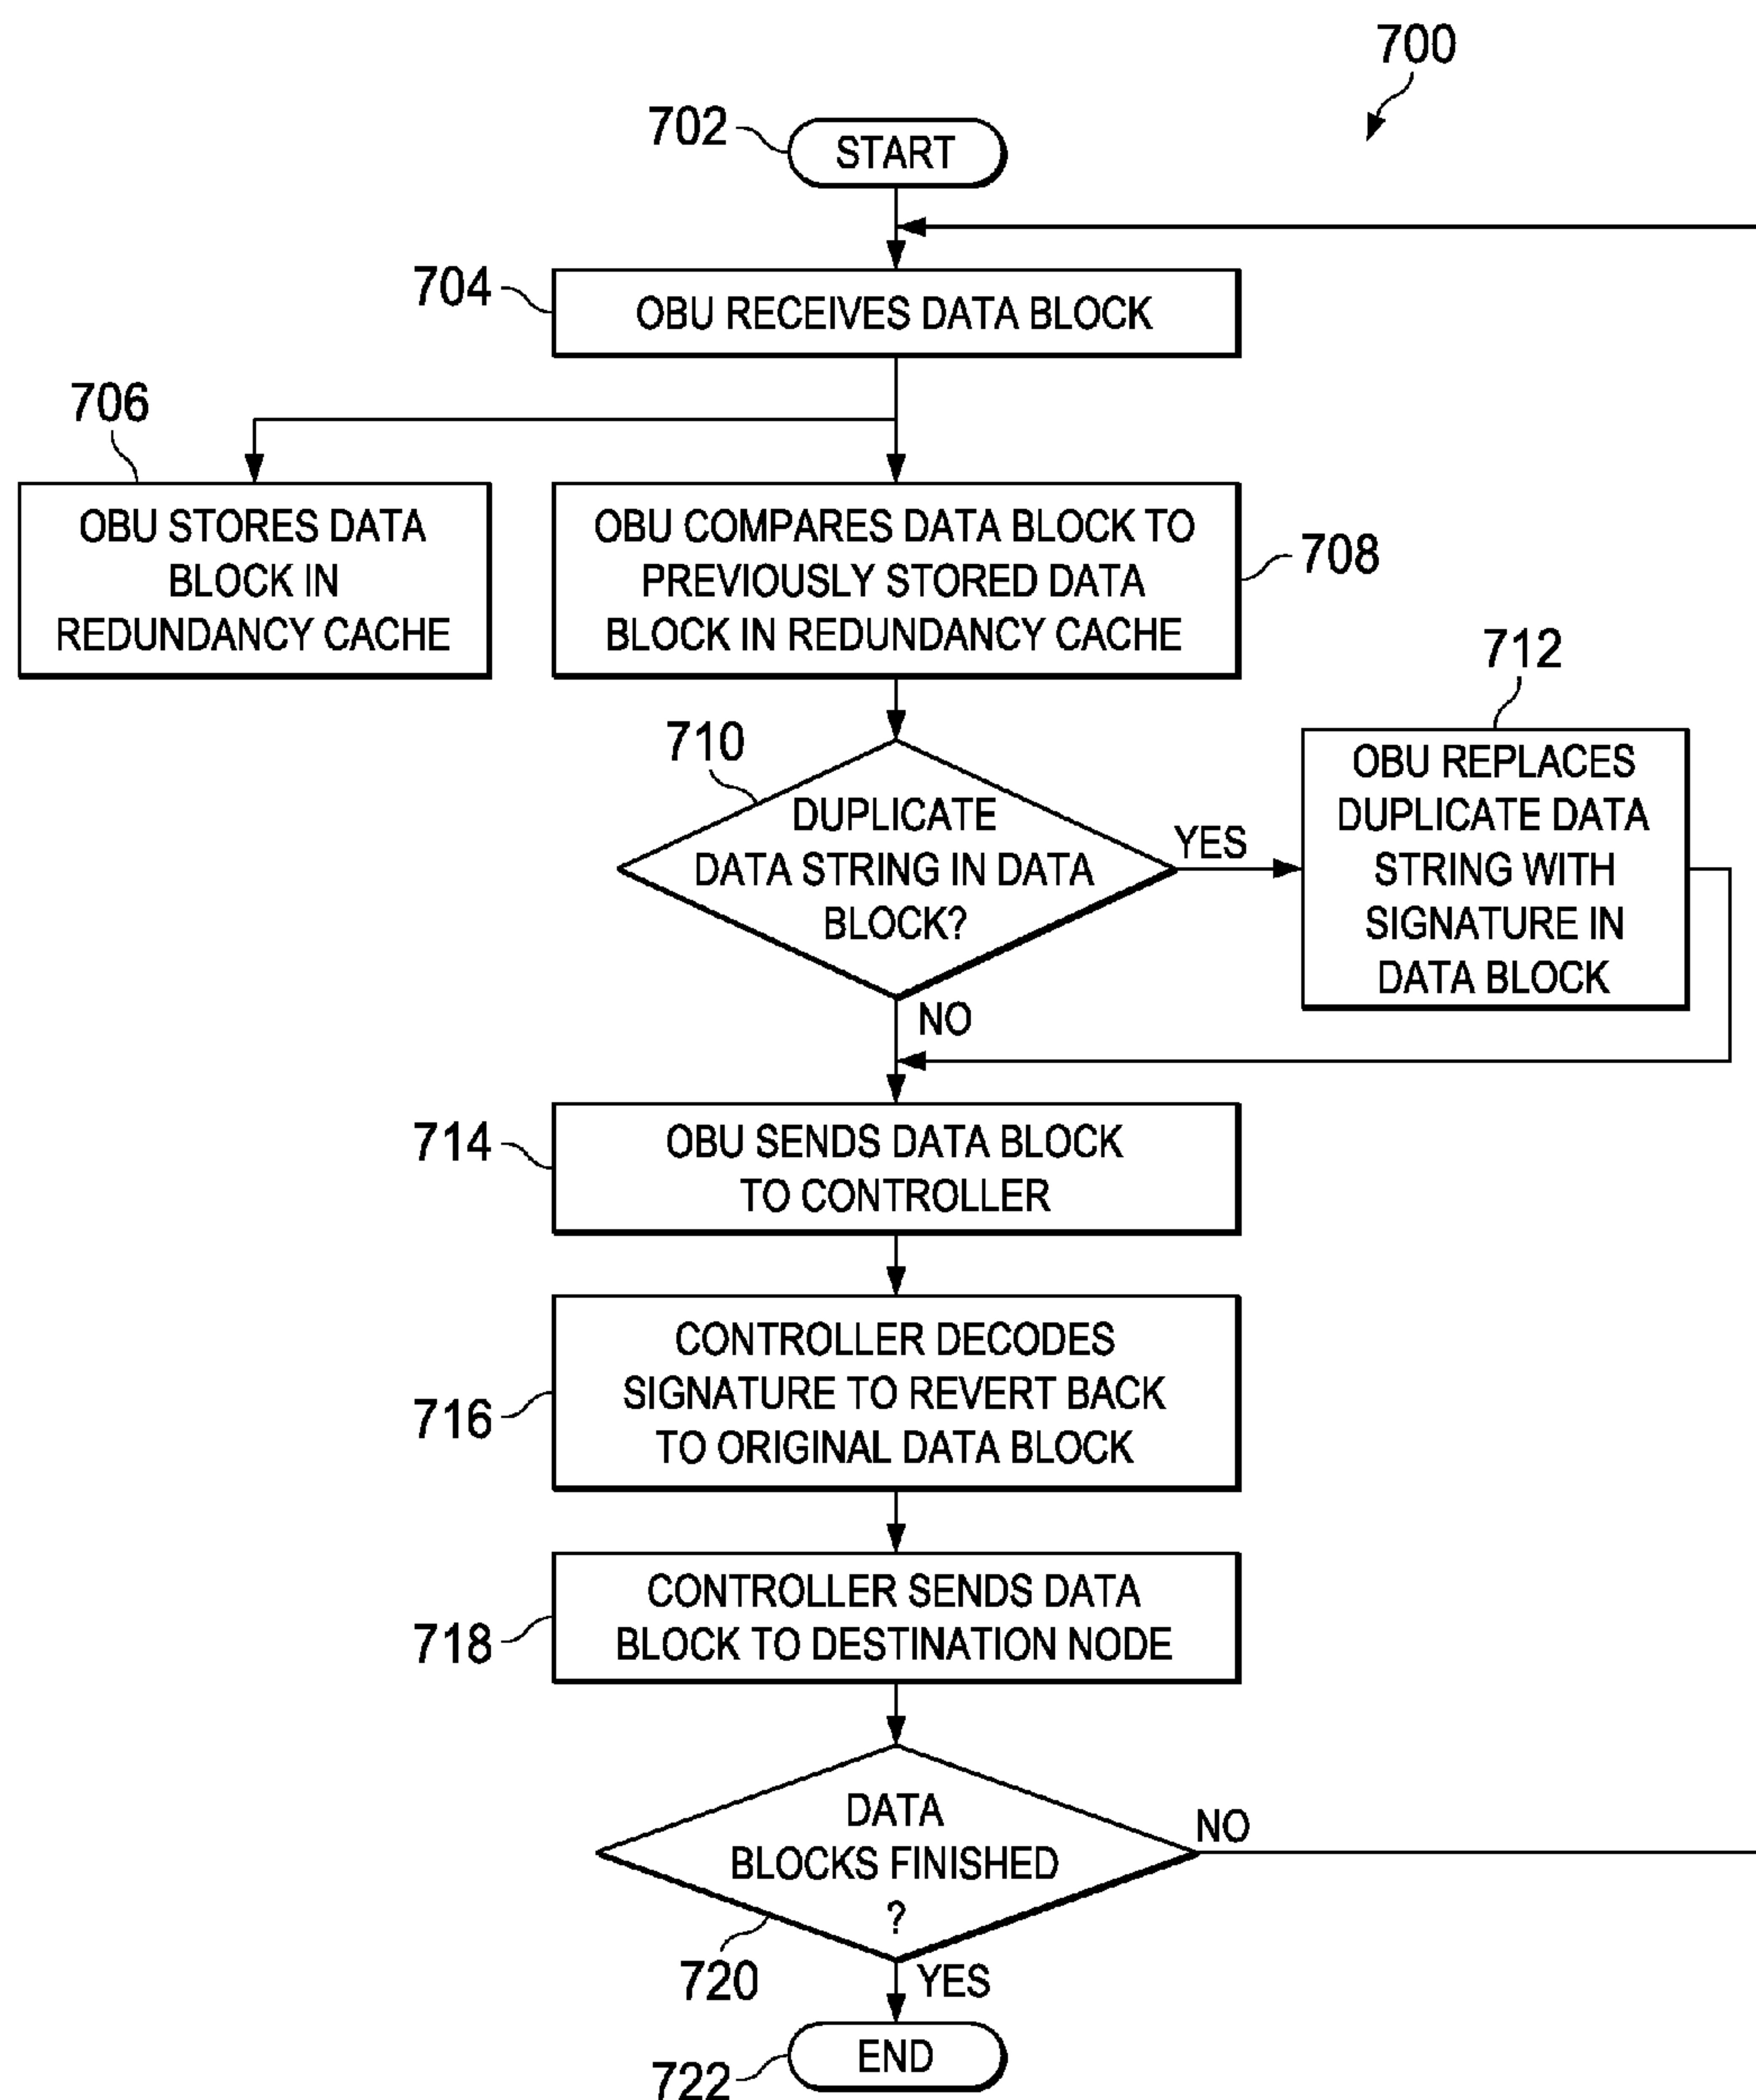 700
702
START
704
OBU RECEIVES DATA BLOCK
706
OBU STORES DATA
BLOCK IN
REDUNDANCY CACHE
OBU COMPARES DATA BLOCK TO
PREVIOUSLY STORED DATA
BLOCK IN REDUNDANCY CACHE
708
710
DUPLICATE
DATA STRING IN DATA
BLOCK?
YES
NO
712
OBU REPLACES
DUPLICATE DATA
STRING WITH
SIGNATURE IN
DATA BLOCK
714
OBU SENDS DATA BLOCK
TO CONTROLLER
716
CONTROLLER DECODES
SIGNATURE TO REVERT BACK
TO ORIGINAL DATA BLOCK
718
CONTROLLER SENDS DATA
BLOCK TO DESTINATION NODE
DATA
BLOCKS FINISHED
?
NO
720
YES
722
END